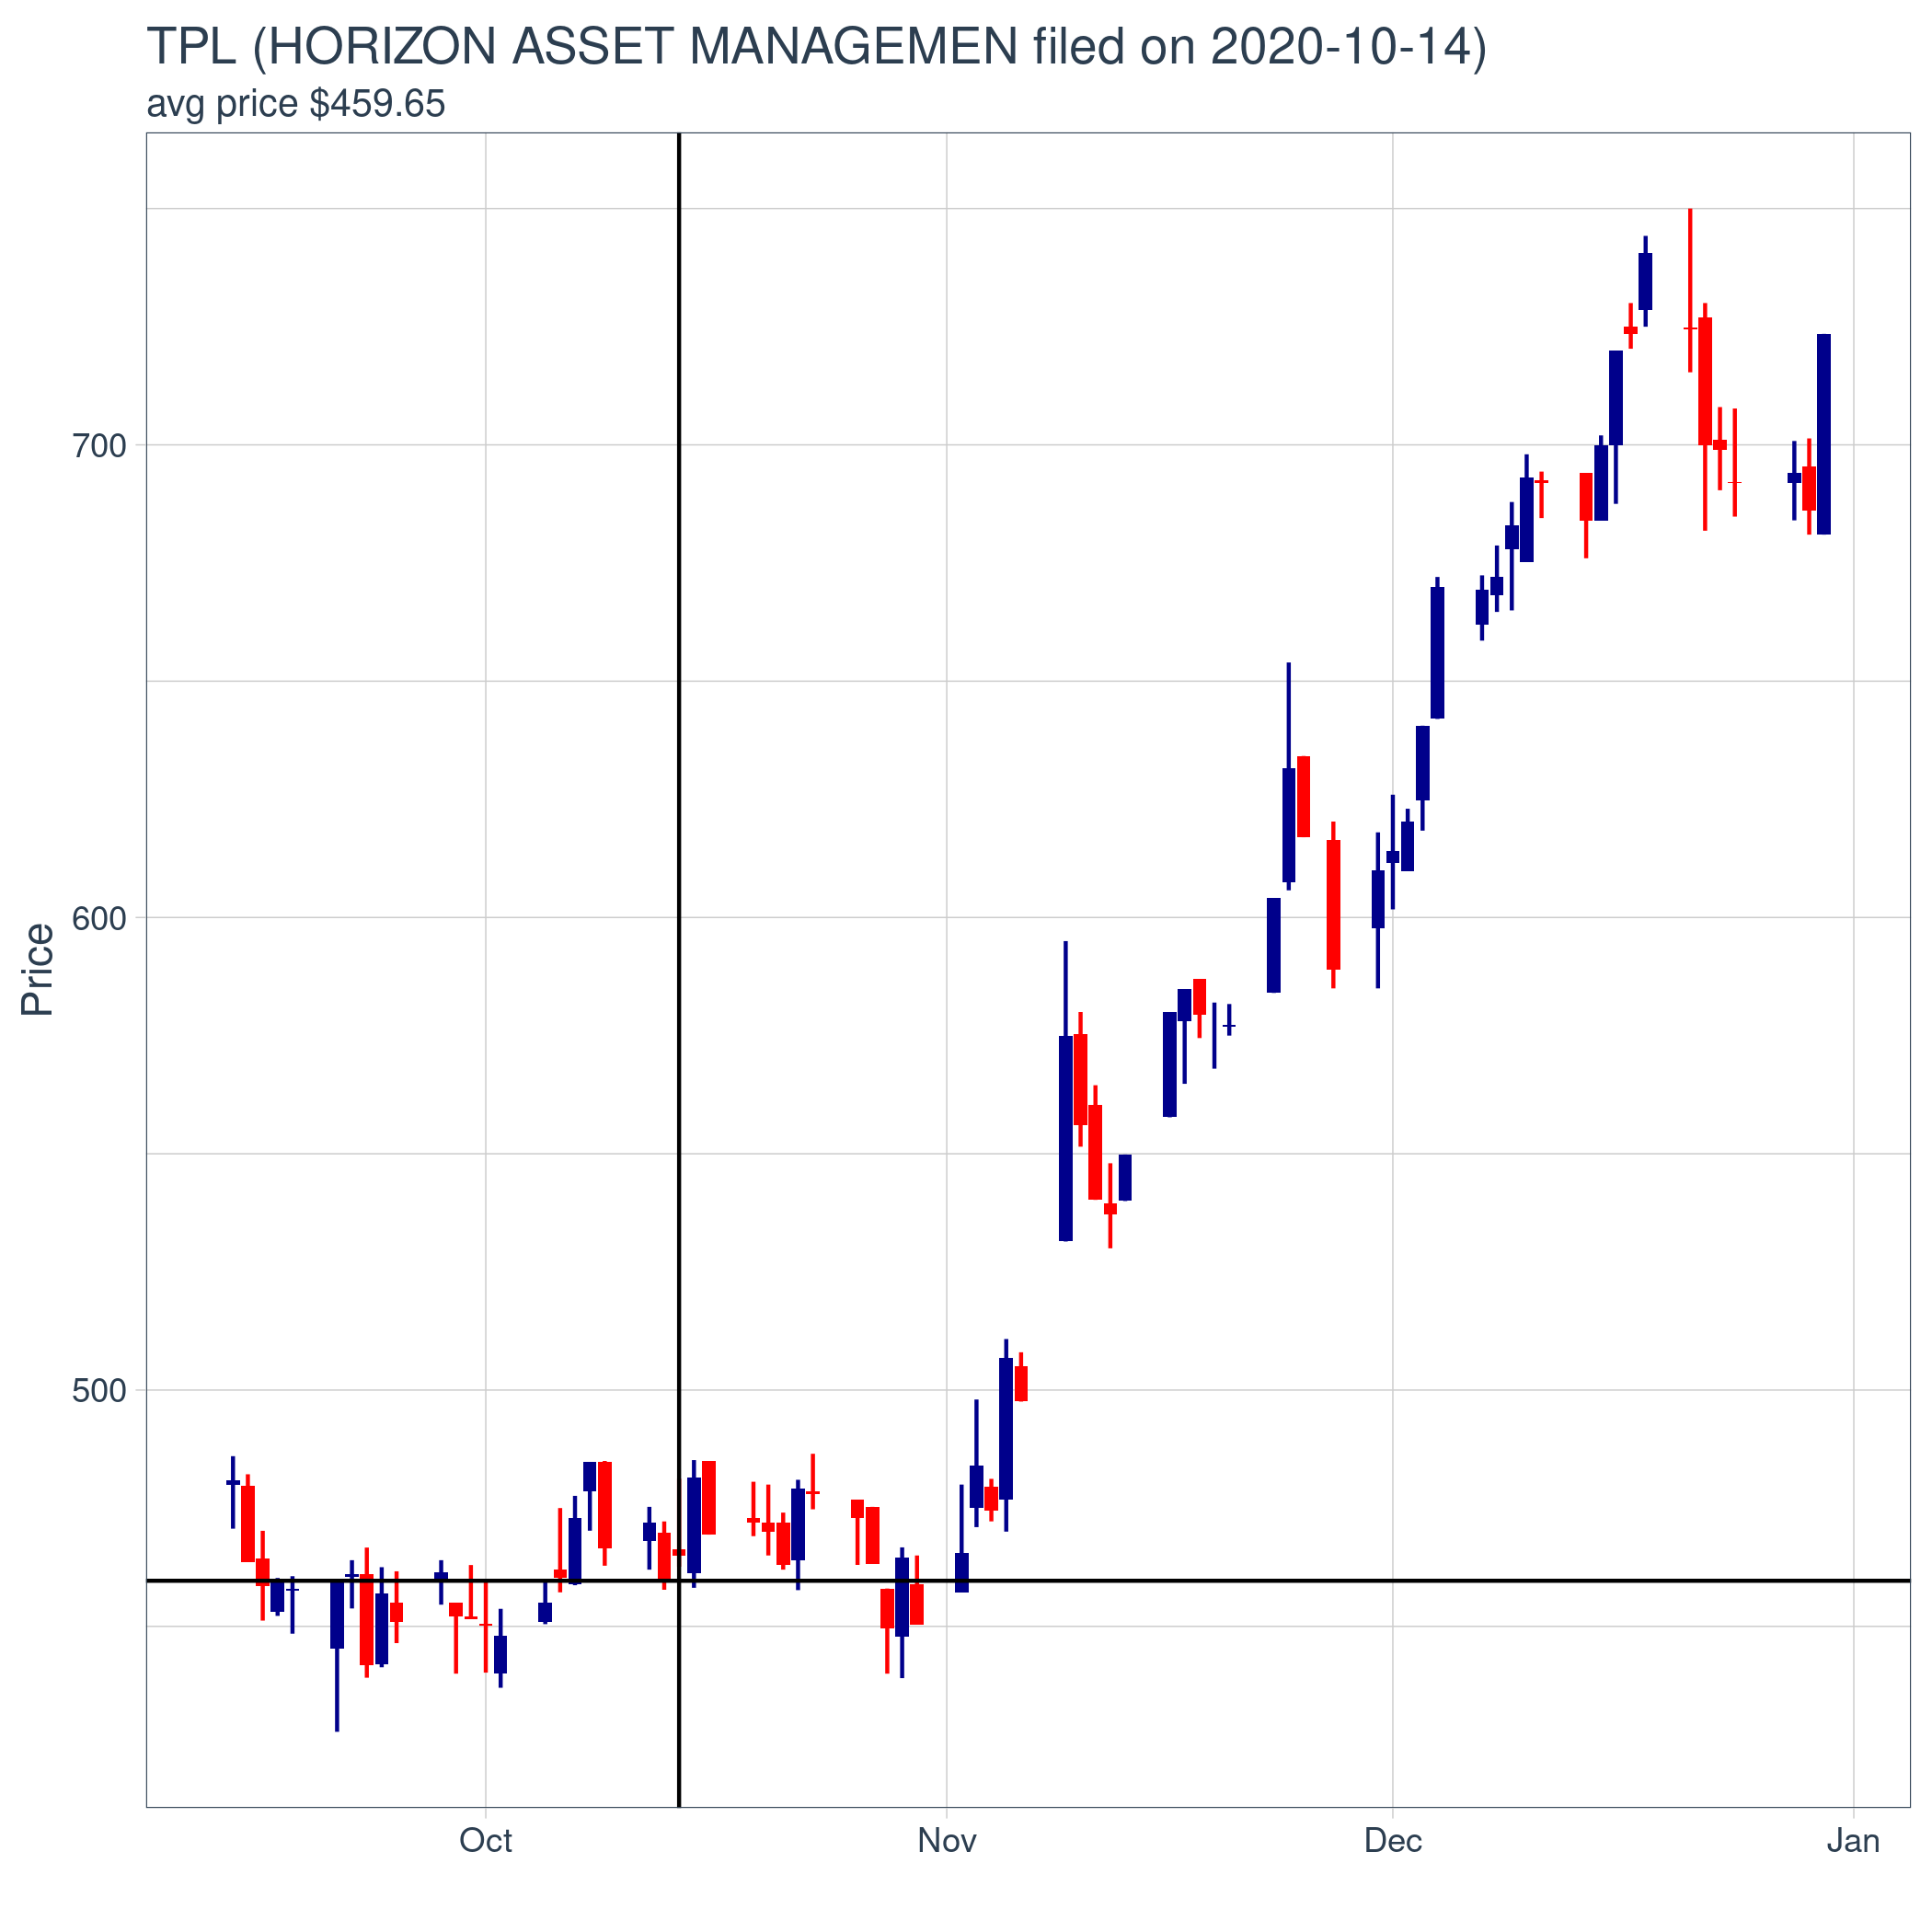 TPL (HORIZON ASSET MANAGEMEN filed on 2020-10-14)
avg price $459.65
Price
700
600
500
Oct Nov Dec Jan